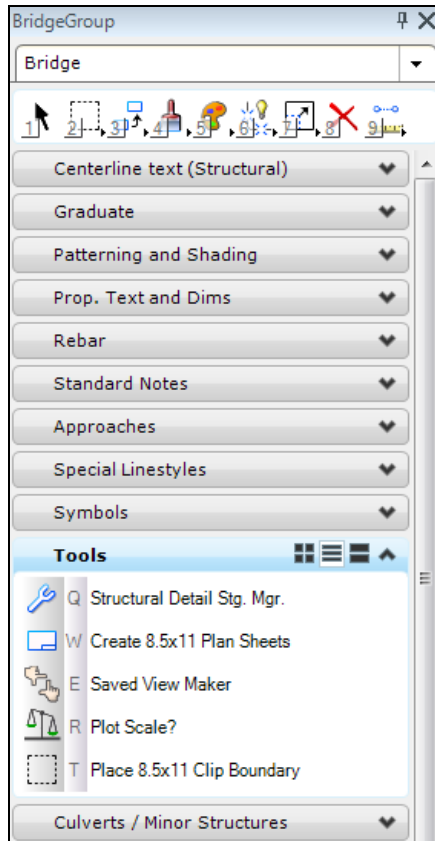 BridgeGroup
Bridge
1 2 3 4 5 6 7 8 9
Centerline text (Structural)
Graduate
Patterning and Shading
Prop. Text and Dims
Rebar
Standard Notes
Approaches
Special Linestyles
Symbols
Tools
Q Structural Detail Stg. Mgr.
W Create 8.5x11 Plan Sheets
E Saved View Maker
R Plot Scale?
T Place 8.5x11 Clip Boundary
Culverts / Minor Structures